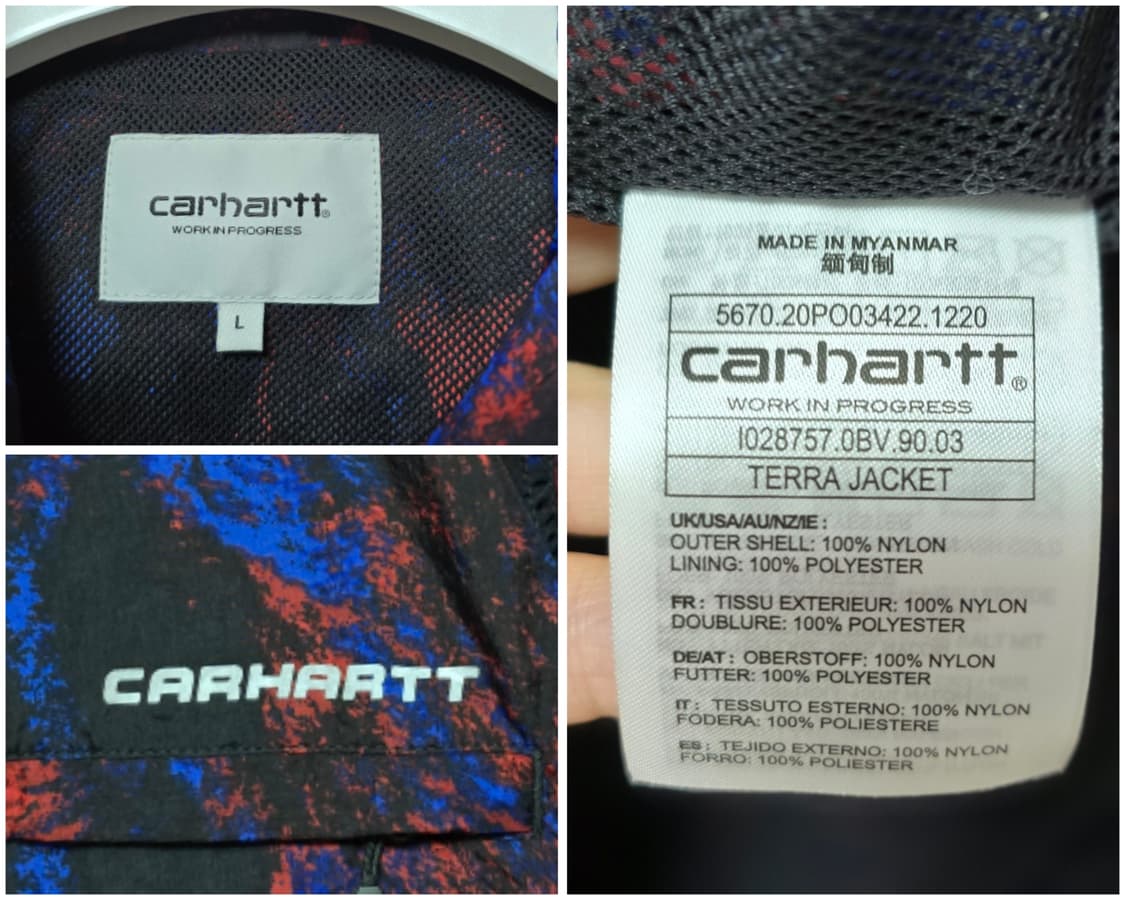 carhartt®
WORK IN PROGRESS
L
CARHARTT
MADE IN MYANMAR
缅甸制
5670.20PO03422.1220
carhartt®
WORK IN PROGRESS
I028757.0BV.90.03
TERRA JACKET
UK/USA/AU/NZ/IE :
OUTER SHELL: 100% NYLON
LINING: 100% POLYESTER
FR : TISSU EXTERIEUR: 100% NYLON
DOUBLURE: 100% POLYESTER
DE/AT : OBERSTOFF: 100% NYLON
FUTTER: 100% POLYESTER
IT : TESSUTO ESTERNO: 100% NYLON
FODERA: 100% POLIESTERE
ES : TEJIDO EXTERNO: 100% NYLON
FORRO: 100% POLIESTER